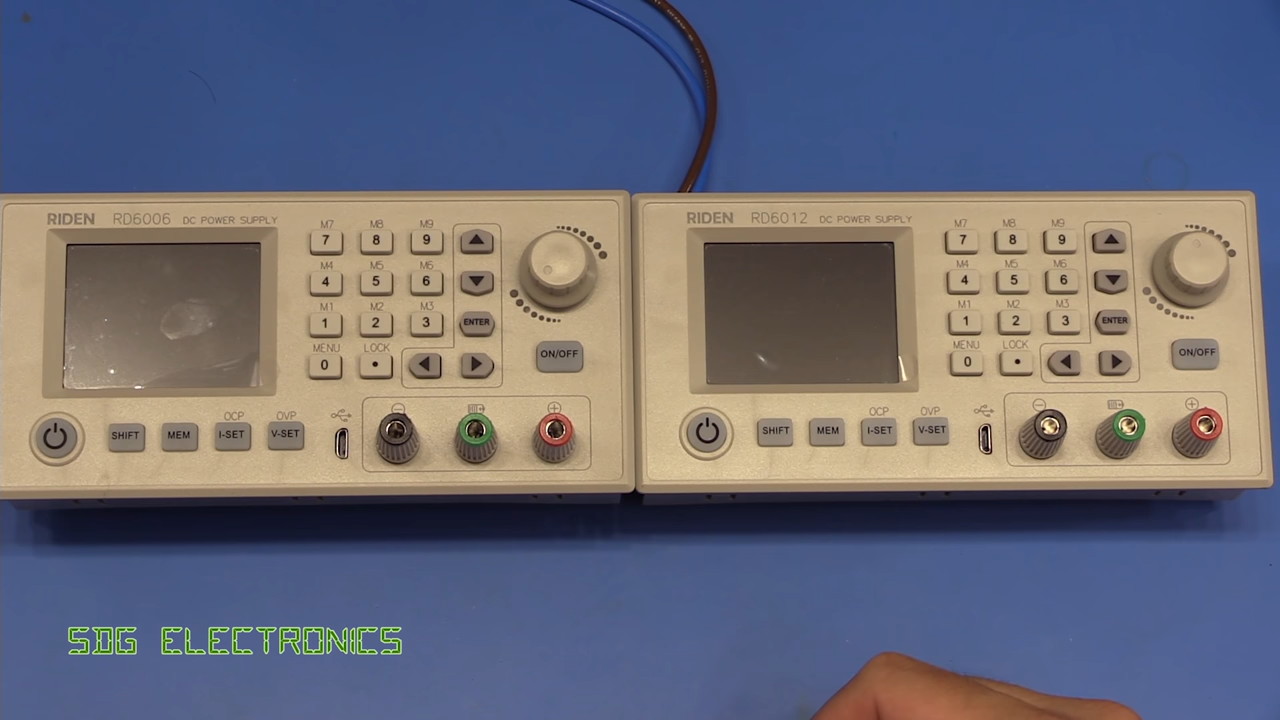 RIDEN RD6006 DC POWER SUPPLY
M7 M8 M9
7 8 9
M4 M5 M6
4 5 6
M1 M2 M3
1 2 3 ENTER
MENU LOCK
0 •
ON/OFF
OCP OVP
SHIFT MEM I-SET V-SET
RIDEN RD6012 DC POWER SUPPLY
M7 M8 M9
7 8 9
M4 M5 M6
4 5 6
M1 M2 M3
1 2 3 ENTER
MENU LOCK
0 •
ON/OFF
OCP OVP
SHIFT MEM I-SET V-SET
SDG ELECTRONICS